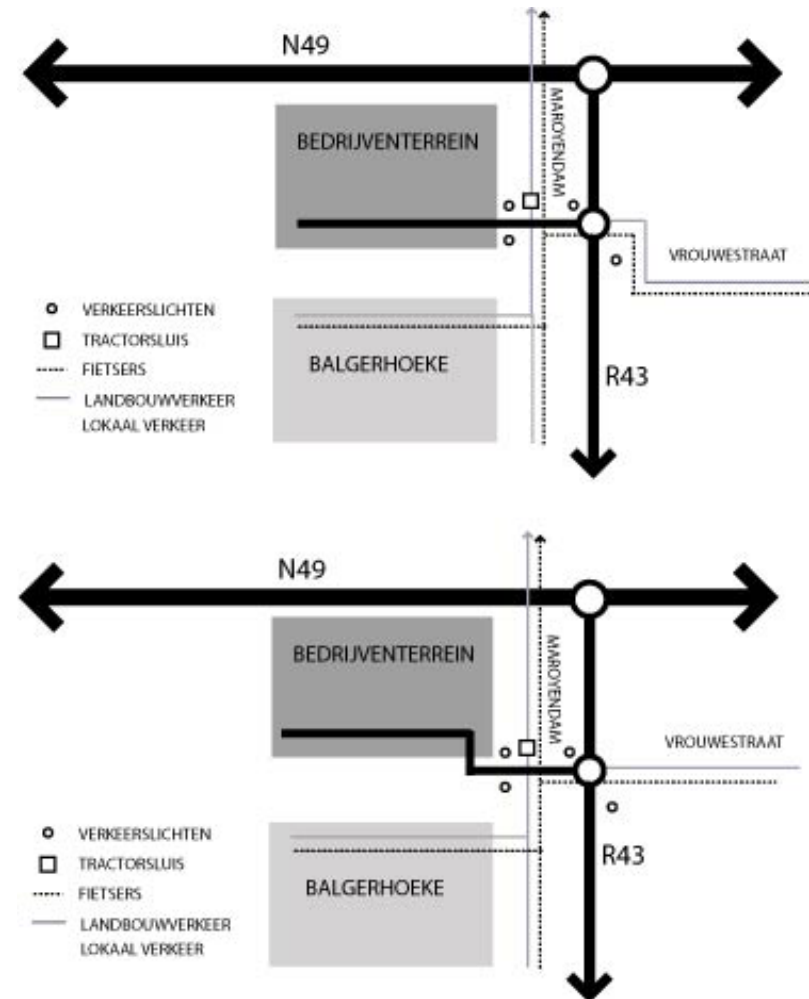 N49
MAROYENDAM
BEDRIJVENTERREIN
VROUWESTRAAT
VERKEERSLICHTEN
TRACTORSLUIS
FIETSERS
LANDBOUWVERKEER
LOKAAL VERKEER
BALGERHOEKE
R43
N49
MAROYENDAM
BEDRIJVENTERREIN
VROUWESTRAAT
VERKEERSLICHTEN
TRACTORSLUIS
FIETSERS
LANDBOUWVERKEER
LOKAAL VERKEER
BALGERHOEKE
R43